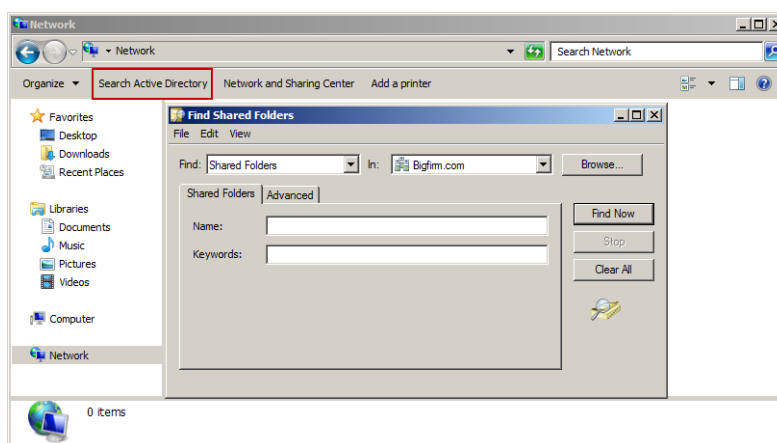 Network
Network
Search Network
Organize Search Active Directory Network and Sharing Center Add a printer
Favorites
Desktop
Downloads
Recent Places
Libraries
Documents
Music
Pictures
Videos
Computer
Network
Find Shared Folders
File Edit View
Find: Shared Folders In: Bigfirm.com Browse...
Shared Folders Advanced
Name:
Keywords:
Find Now
Stop
Clear All
0 items